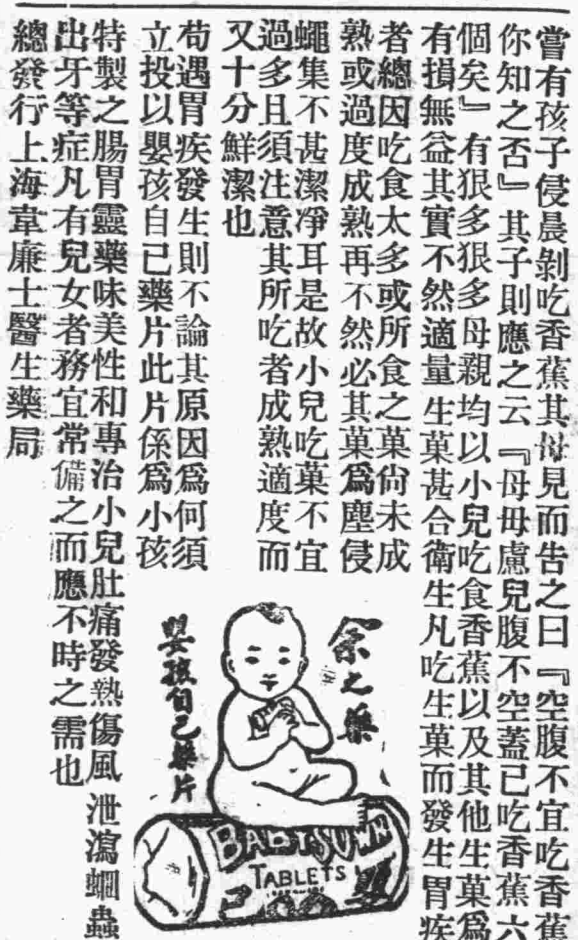 嘗有孩子侵晨剝吃香蕉其母見而告之曰『空腹不宜吃香蕉
你知之否』其子則應之云『母毋慮兒腹不空蓋已吃香蕉六
個矣』有狠多狠多母親均以小兒吃食香蕉以及其他生菓爲
有損無益其實不然適量生菓甚合衛生凡吃生菓而發生胃疾
者總因吃食太多或所食之菓尙未成
熟或過度成熟再不然必其菓爲塵侵
蠅集不甚潔凈耳是故小兒吃菓不宜
過多且須注意其所吃者成熟適度而
又十分鮮潔也
苟遇胃疾發生則不論其原因爲何須
立投以嬰孩自已藥片此片係爲小孩
特製之腸胃靈藥味美性和專治小兒肚痛發熱傷風泄瀉蛔蟲
出牙等症凡有兒女者務宜常備之而應不時之需也
總發行上海韋廉士醫生藥局
余之藥
嬰孩自己藥片
BABY'S OWN
TABLETS